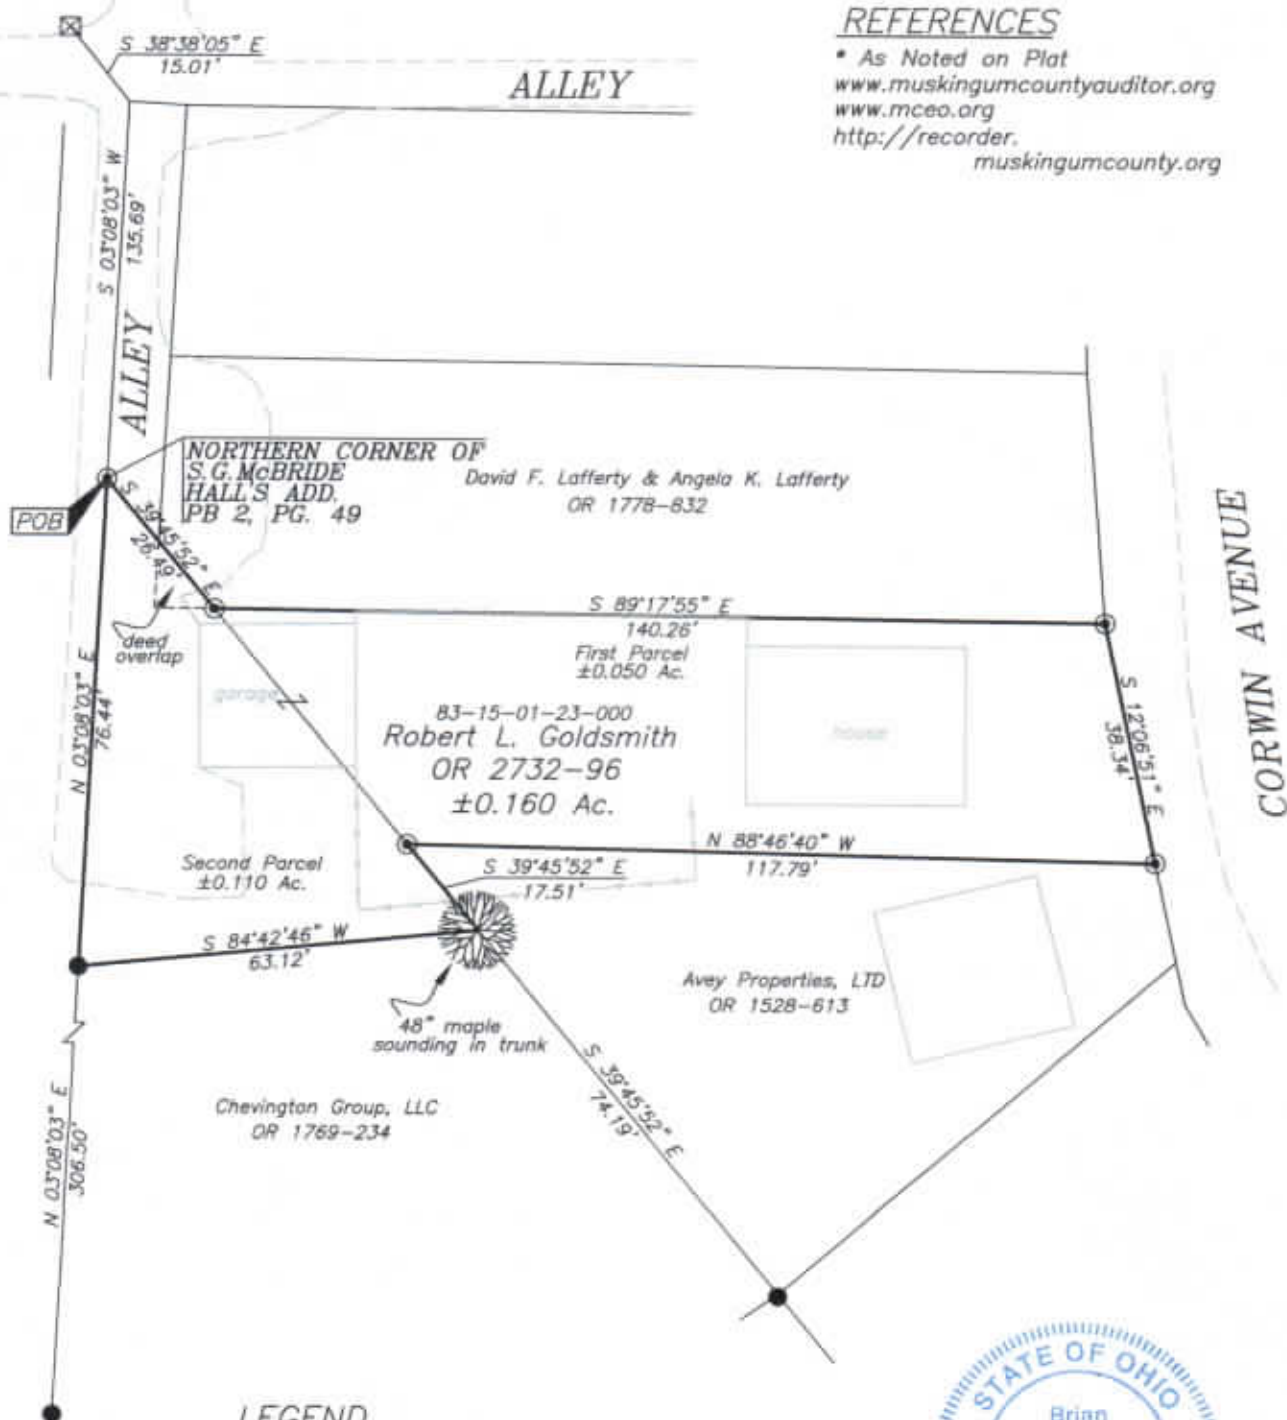 REFERENCES
* As Noted on Plat
www.muskingumcountyauditor.org
www.mceo.org
http://recorder.
muskingumcounty.org
S 38°38'05" E
15.01'
ALLEY
S 03°08'03" W
135.69'
ALLEY
NORTHERN CORNER OF
S.G.McBRIDE
HALL'S ADD.
PB 2, PG. 49
David F. Lafferty & Angela K. Lafferty
OR 1778-832
POB
S 39°45'52" E
26.49'
CORWIN AVENUE
S 89°17'55" E
140.26'
deed
overlap
First Parcel
±0.050 Ac.
N 03°08'03" E
76.44'
garage
83-15-01-23-000
Robert L. Goldsmith
OR 2732-96
±0.160 Ac.
house
S 12°06'51" E
38.34'
N 88°46'40" W
117.79'
Second Parcel
±0.110 Ac.
S 39°45'52" E
17.51'
S 84°42'46" W
63.12'
Avey Properties, LTD
OR 1528-613
48" maple
sounding in trunk
S 39°45'52" E
74.19'
Chevington Group, LLC
OR 1769-234
N 03°08'03" E
306.50'
LEGEND
STATE OF OHIO
Brian